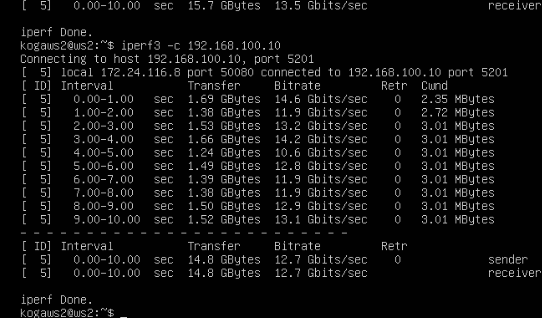 [  5]   0.00-10.00  sec  15.7 GBytes  13.5 Gbits/sec                  receiver
iperf Done.
kogaws2@ws2:~$ iperf3 -c 192.168.100.10
Connecting to host 192.168.100.10, port 5201
[  5] local 172.24.116.8 port 50080 connected to 192.168.100.10 port 5201
[ ID] Interval           Transfer     Bitrate         Retr  Cwnd
[  5]   0.00-1.00   sec  1.69 GBytes  14.6 Gbits/sec    0   2.35 MBytes
[  5]   1.00-2.00   sec  1.38 GBytes  11.9 Gbits/sec    0   2.72 MBytes
[  5]   2.00-3.00   sec  1.53 GBytes  13.2 Gbits/sec    0   3.01 MBytes
[  5]   3.00-4.00   sec  1.66 GBytes  14.2 Gbits/sec    0   3.01 MBytes
[  5]   4.00-5.00   sec  1.24 GBytes  10.6 Gbits/sec    0   3.01 MBytes
[  5]   5.00-6.00   sec  1.49 GBytes  12.8 Gbits/sec    0   3.01 MBytes
[  5]   6.00-7.00   sec  1.39 GBytes  11.9 Gbits/sec    0   3.01 MBytes
[  5]   7.00-8.00   sec  1.38 GBytes  11.9 Gbits/sec    0   3.01 MBytes
[  5]   8.00-9.00   sec  1.50 GBytes  12.9 Gbits/sec    0   3.01 MBytes
[  5]   9.00-10.00  sec  1.52 GBytes  13.1 Gbits/sec    0   3.01 MBytes
- - - - - - - - - - - - - - - - - - - - - - - - -
[ ID] Interval           Transfer     Bitrate         Retr
[  5]   0.00-10.00  sec  14.8 GBytes  12.7 Gbits/sec    0             sender
[  5]   0.00-10.00  sec  14.8 GBytes  12.7 Gbits/sec                  receiver
iperf Done.
kogaws2@ws2:~$ _